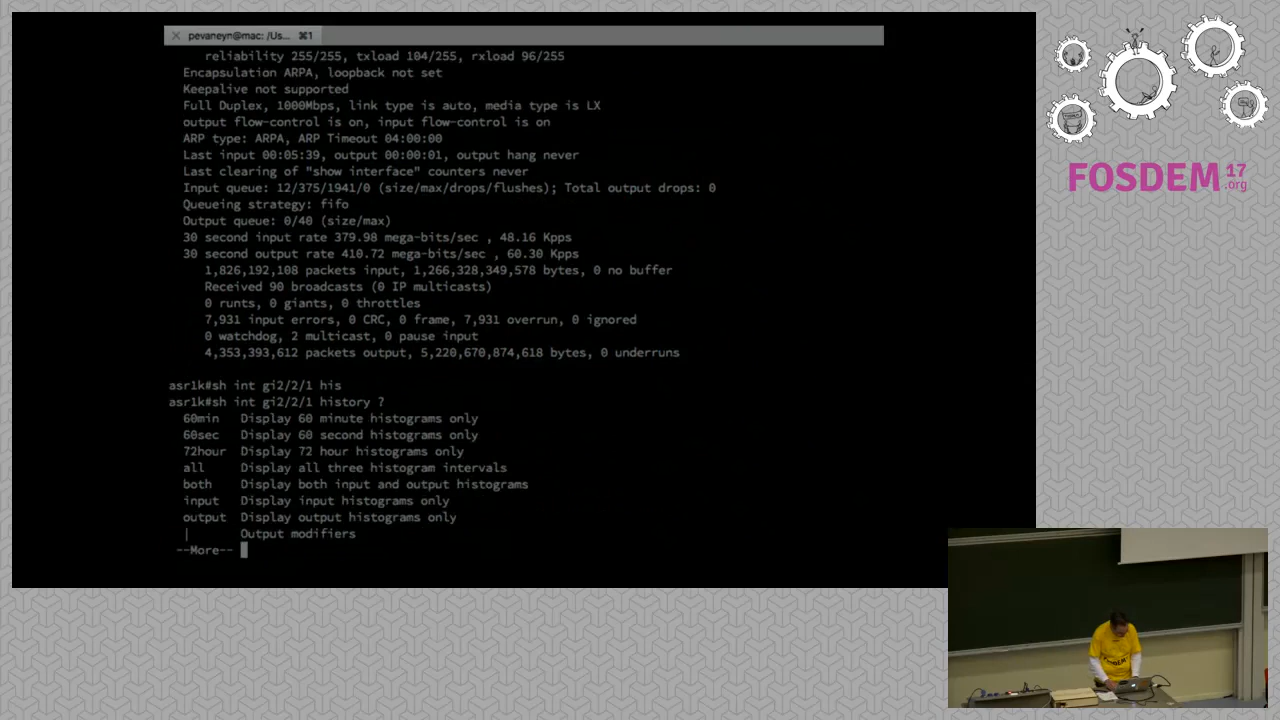 pevaneyn@mac: /Us... ⌘1
reliability 255/255, txload 104/255, rxload 96/255
Encapsulation ARPA, loopback not set
Keepalive not supported
Full Duplex, 1000Mbps, link type is auto, media type is LX
output flow-control is on, input flow-control is on
ARP type: ARPA, ARP Timeout 04:00:00
Last input 00:05:39, output 00:00:01, output hang never
Last clearing of "show interface" counters never
Input queue: 12/375/1941/0 (size/max/drops/flushes); Total output drops: 0
Queueing strategy: fifo
Output queue: 0/40 (size/max)
30 second input rate 379.98 mega-bits/sec , 48.16 Kpps
30 second output rate 410.72 mega-bits/sec , 60.30 Kpps
1,826,192,108 packets input, 1,266,328,349,578 bytes, 0 no buffer
Received 90 broadcasts (0 IP multicasts)
0 runts, 0 giants, 0 throttles
7,931 input errors, 0 CRC, 0 frame, 7,931 overrun, 0 ignored
0 watchdog, 2 multicast, 0 pause input
4,353,393,612 packets output, 5,220,670,874,618 bytes, 0 underruns
asr1k#sh int gi2/2/1 his
asr1k#sh int gi2/2/1 history ?
60min Display 60 minute histograms only
60sec Display 60 second histograms only
72hour Display 72 hour histograms only
all Display all three histogram intervals
both Display both input and output histograms
input Display input histograms only
output Display output histograms only
| Output modifiers
--More--
FOSDEM 17
.org
FOSDEM